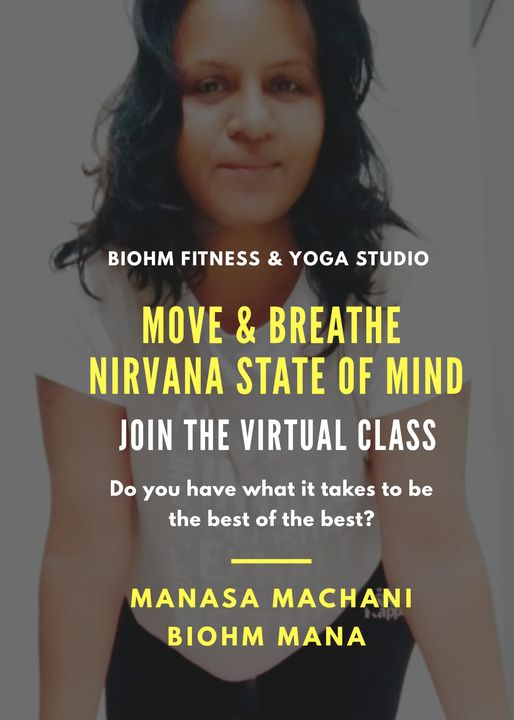 BIOHM FITNESS & YOGA STUDIO
MOVE & BREATHE
NIRVANA STATE OF MIND
JOIN THE VIRTUAL CLASS
Do you have what it takes to be
the best of the best?
MANASA MACHANI
BIOHM MANA